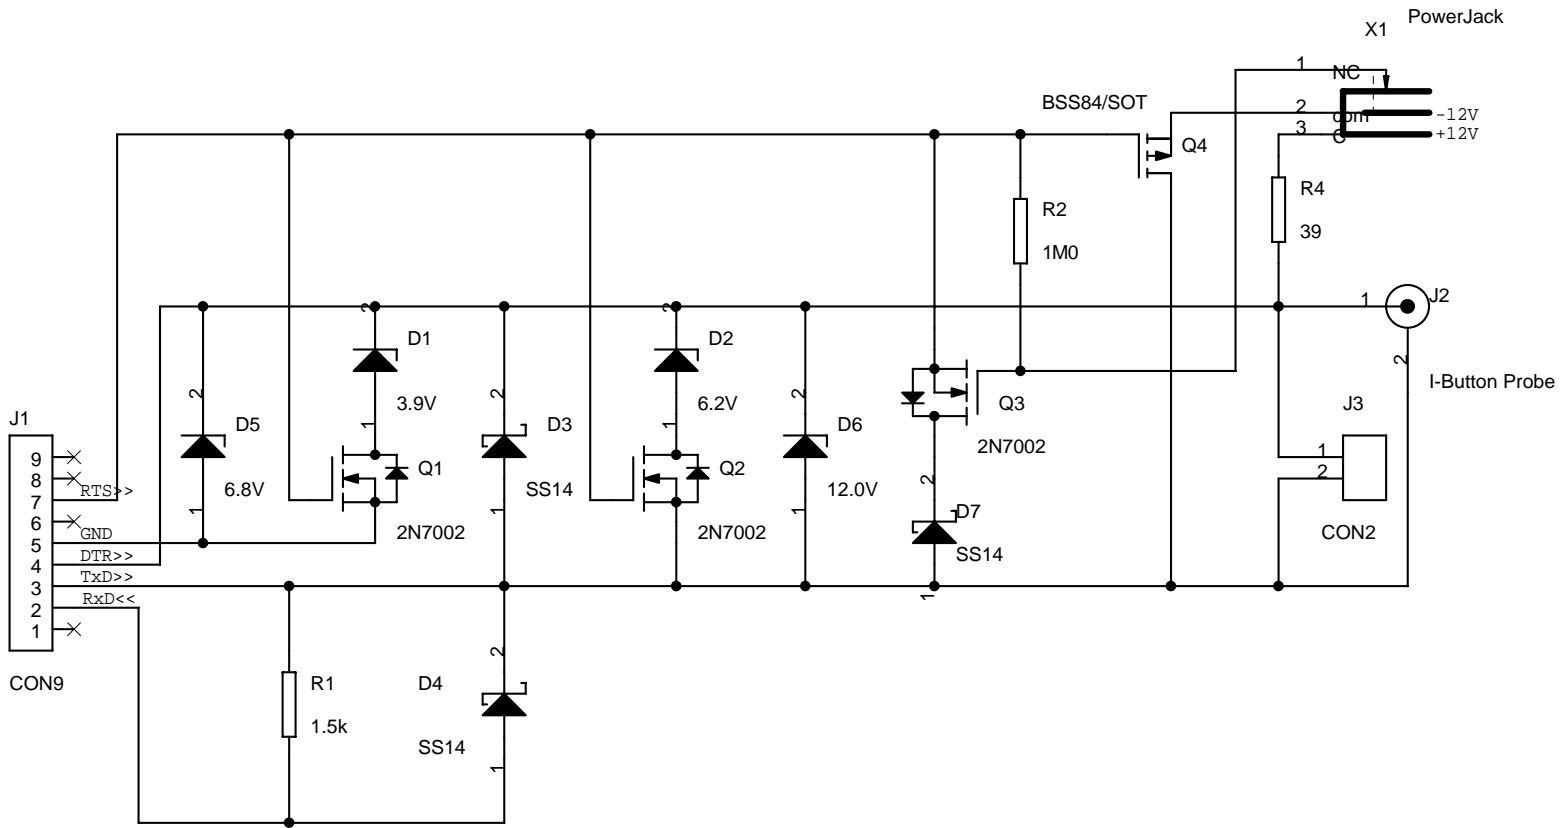 PowerJack
X1
1
NC
BSS84/SOT
2
com
-12V
3
C
+12V
Q4
R4
R2
39
1M0
1
J2
2
2
D1
D2
2
I-Button Probe
2
2
2
3.9V
6.2V
Q3
J3
J1
D5
1
D3
1
D6
2N7002
1
9
Q1
Q2
2
8
6.8V
SS14
12.0V
2
RTS>>
7
1
1
1
D7
6
2N7002
2N7002
CON2
GND
5
DTR>>
SS14
4
TxD>>
3
RxD<<
1
2
1
2
CON9
R1
D4
1.5k
SS14
1